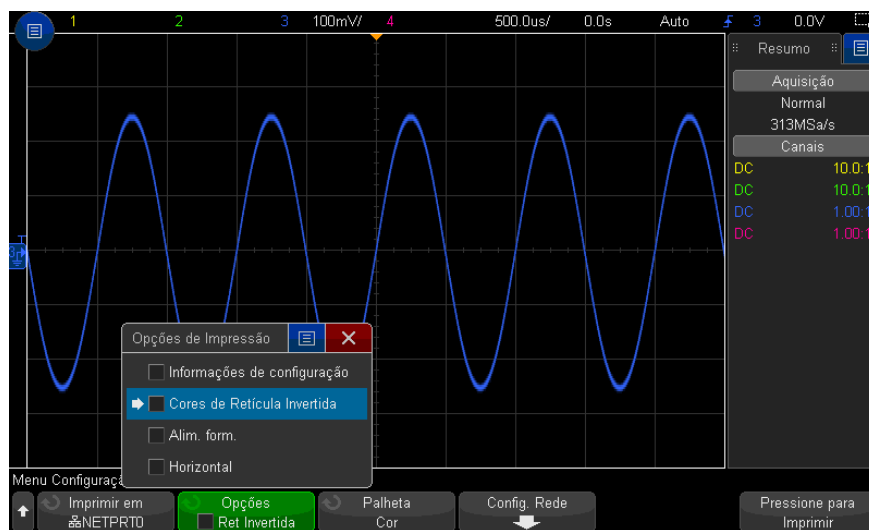 1 2 3 100mV/ 4 500.0us/ 0.0s Auto 3 0.0V
Resumo
Aquisição
Normal
313MSa/s
Canais
DC 10.0:1
DC 10.0:1
DC 1.00:1
DC 1.00:1
Opções de Impressão
Informações de configuração
Cores de Retícula Invertida
Alim. form.
Horizontal
Menu Configuraç
Imprimir em
NETPRT0
Opções
Ret Invertida
Palheta
Cor
Config. Rede
Pressione para
Imprimir